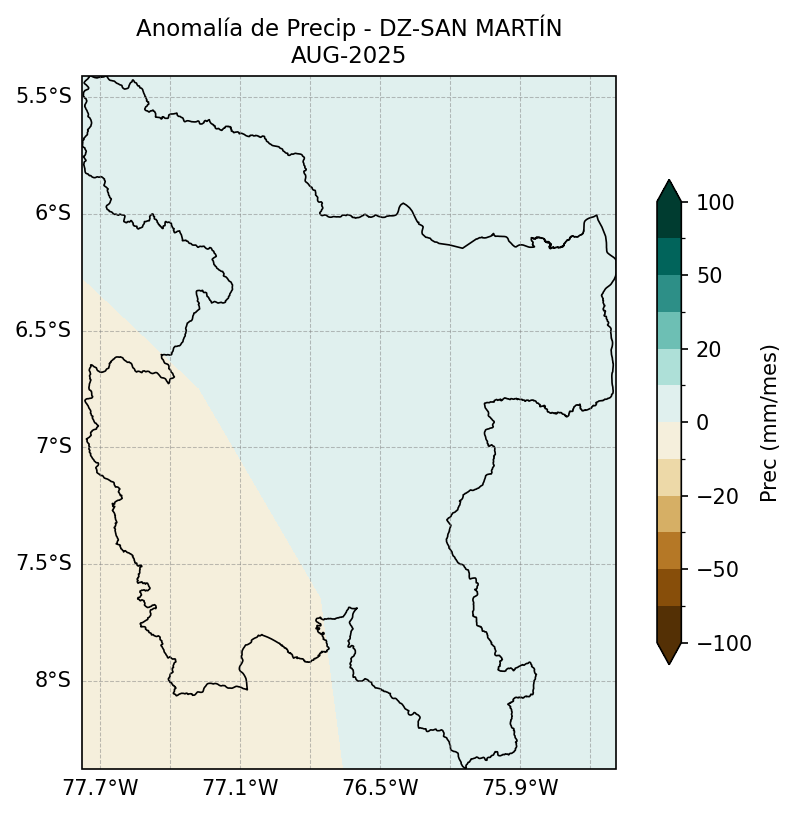 Anomalía de Precip - DZ-SAN MARTÍN
AUG-2025
5.5°S
6°S
6.5°S
7°S
7.5°S
8°S
77.7°W
77.1°W
76.5°W
75.9°W
100
50
20
0
−20
−50
−100
Prec (mm/mes)